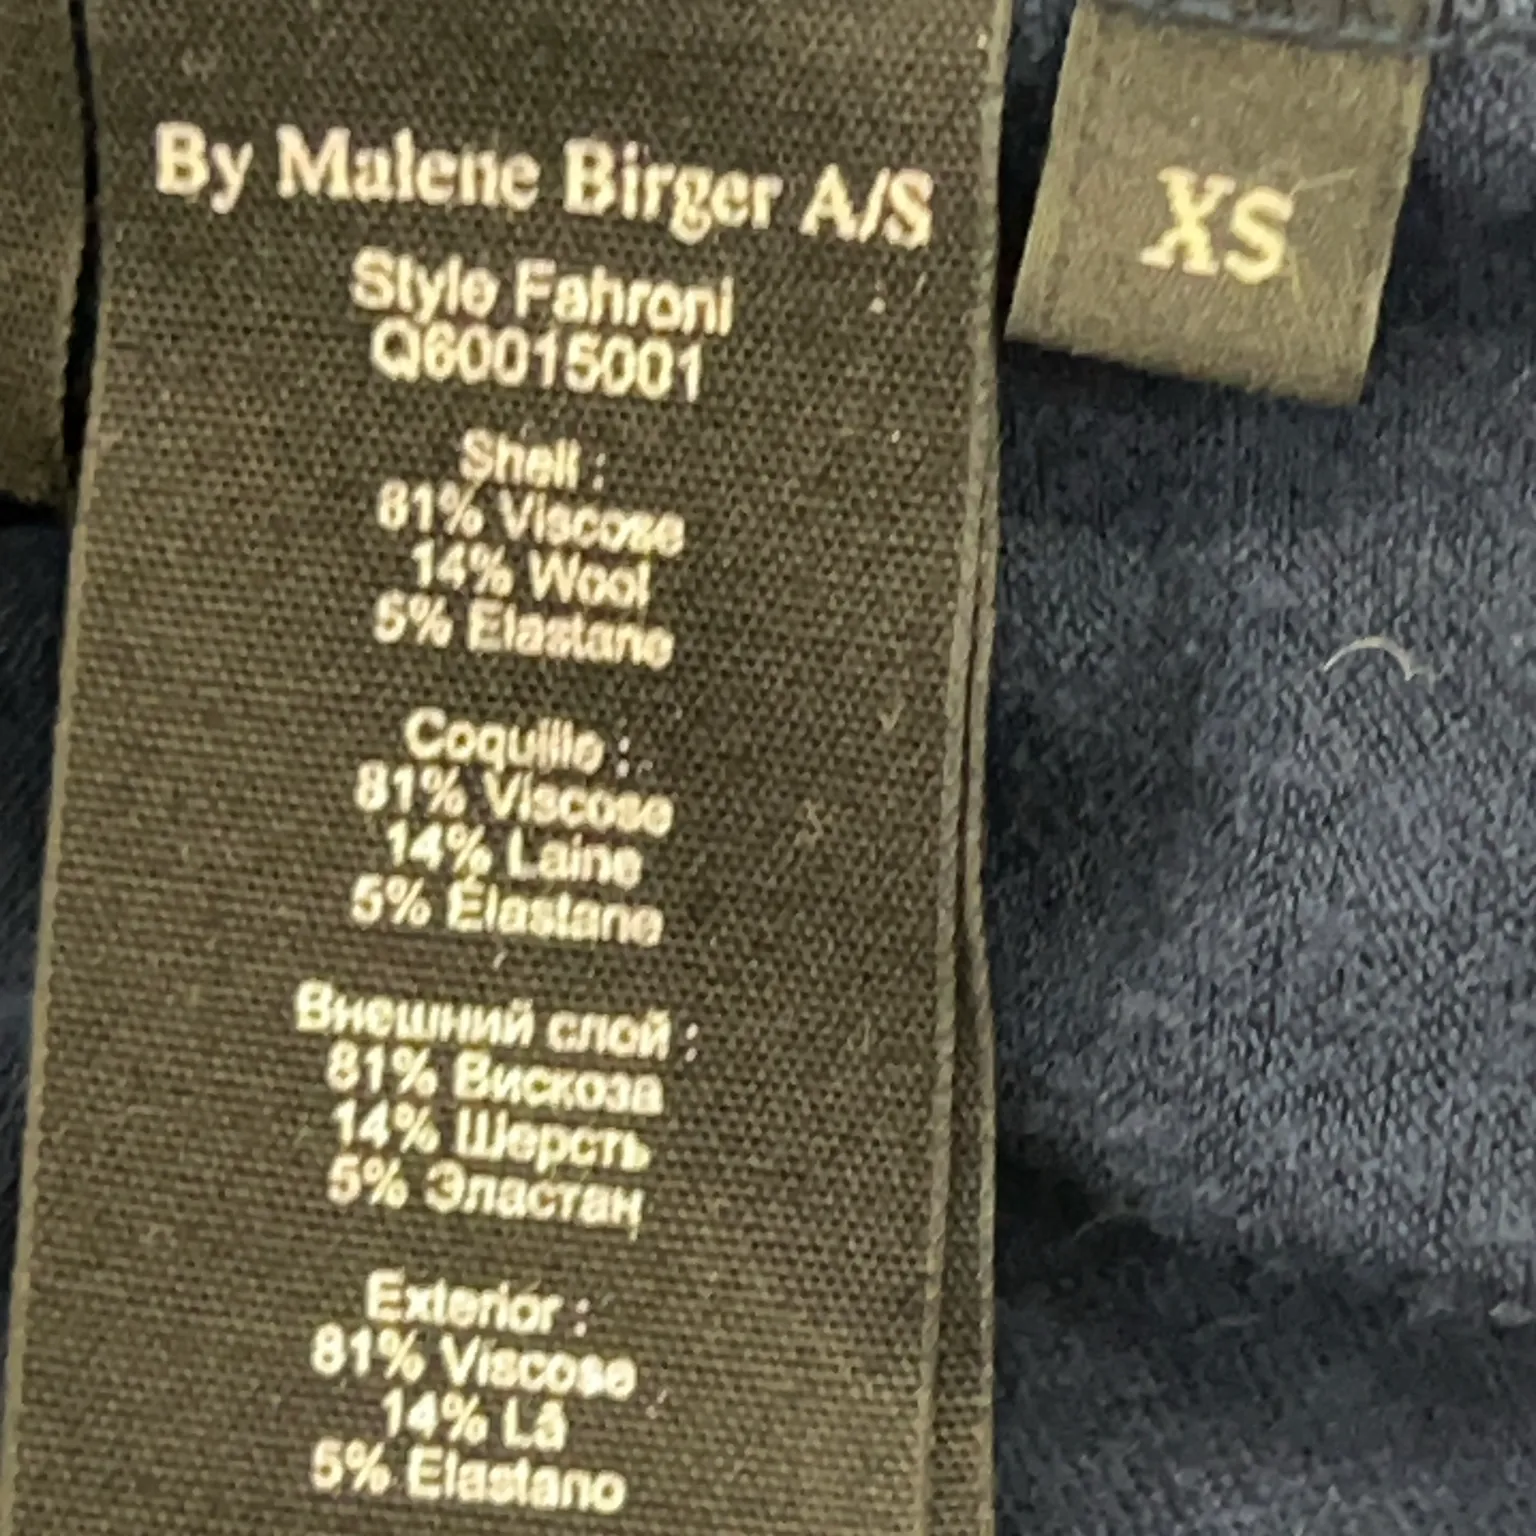 By Malene Birger A/S
Style Fahroni
Q60015001
Shell :
81% Viscose
14% Wool
5% Elastane
Coquille :
81% Viscose
14% Laine
5% Élastane
Внешний слой :
81% Вискоза
14% Шерсть
5% Эластан
Exterior :
81% Viscose
14% Lã
5% Elastano
XS